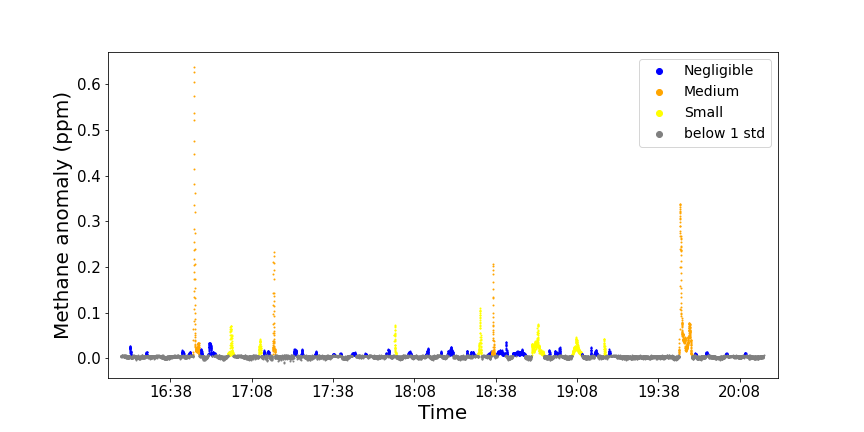 Methane anomaly (ppm)
0.6
0.5
0.4
0.3
0.2
0.1
0.0
Negligible
Medium
Small
below 1 std
16:38 17:08 17:38 18:08 18:38 19:08 19:38 20:08
Time